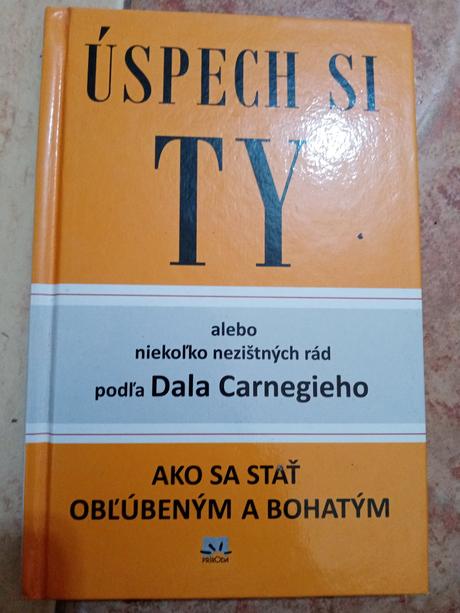 ÚSPECH SI
TY
alebo
niekoľko nezištných rád
podľa Dala Carnegieho
AKO SA STAŤ
OBĽÚBENÝM A BOHATÝM
PRÍRODA